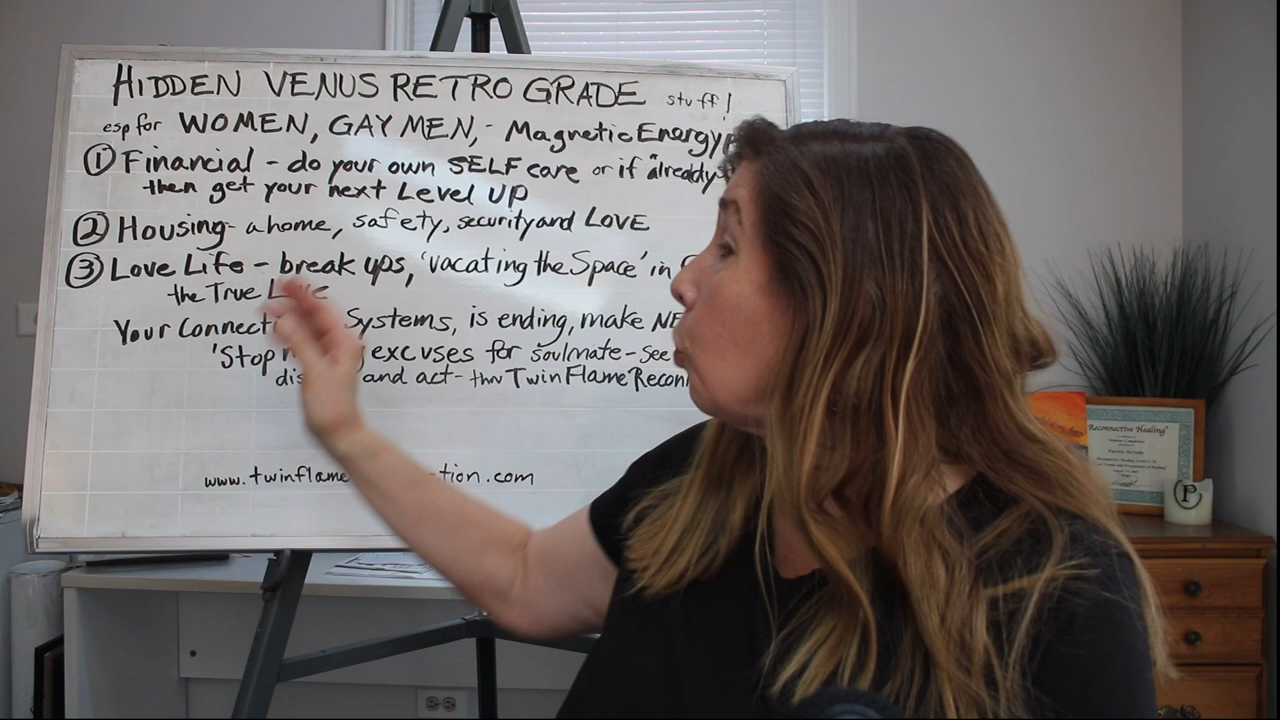 HIDDEN VENUS RETROGRADE stuff!
esp for WOMEN, GAY MEN, - Magnetic Energy
① Financial - do your own SELF care or if already
then get your next Level UP
② Housing - a home, safety, security and LOVE
③ Love Life - break ups, 'vacating the Space' in
the True
Your Systems, is ending, make
'Stop excuses for soulmate - see
and act - thru Twin Flame
www.twinflame tion.com
Reconnective Healing"
P